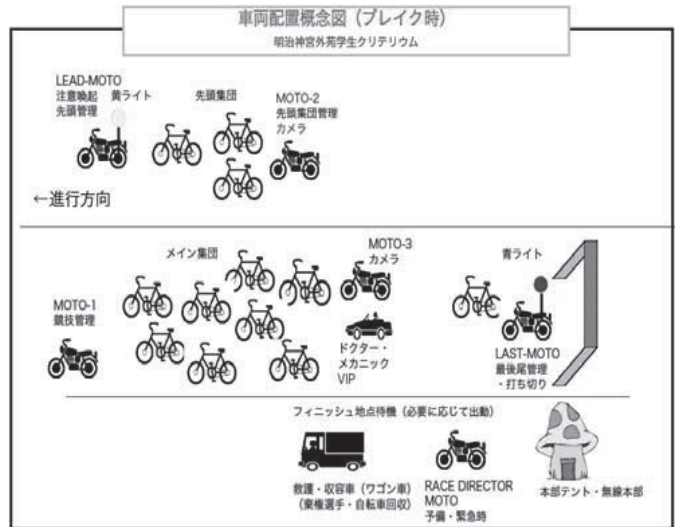 車両配置概念図（ブレイク時）
明治神宮外苑学生クリテリウム
LEAD-MOTO
注意喚起 黄ライト
先頭管理
先頭集団
MOTO-2
先頭集団管理
カメラ
←進行方向
メイン集団
MOTO-3
カメラ
青ライト
MOTO-1
競技管理
ドクター・
メカニック
VIP
LAST-MOTO
最後尾管理
・打ち切り
フィニッシュ地点待機（必要に応じて出動）
救護・収容車（ワゴン車）
（棄権選手・自転車回収）
RACE DIRECTOR
MOTO
予備・緊急時
本部テント・無線本部